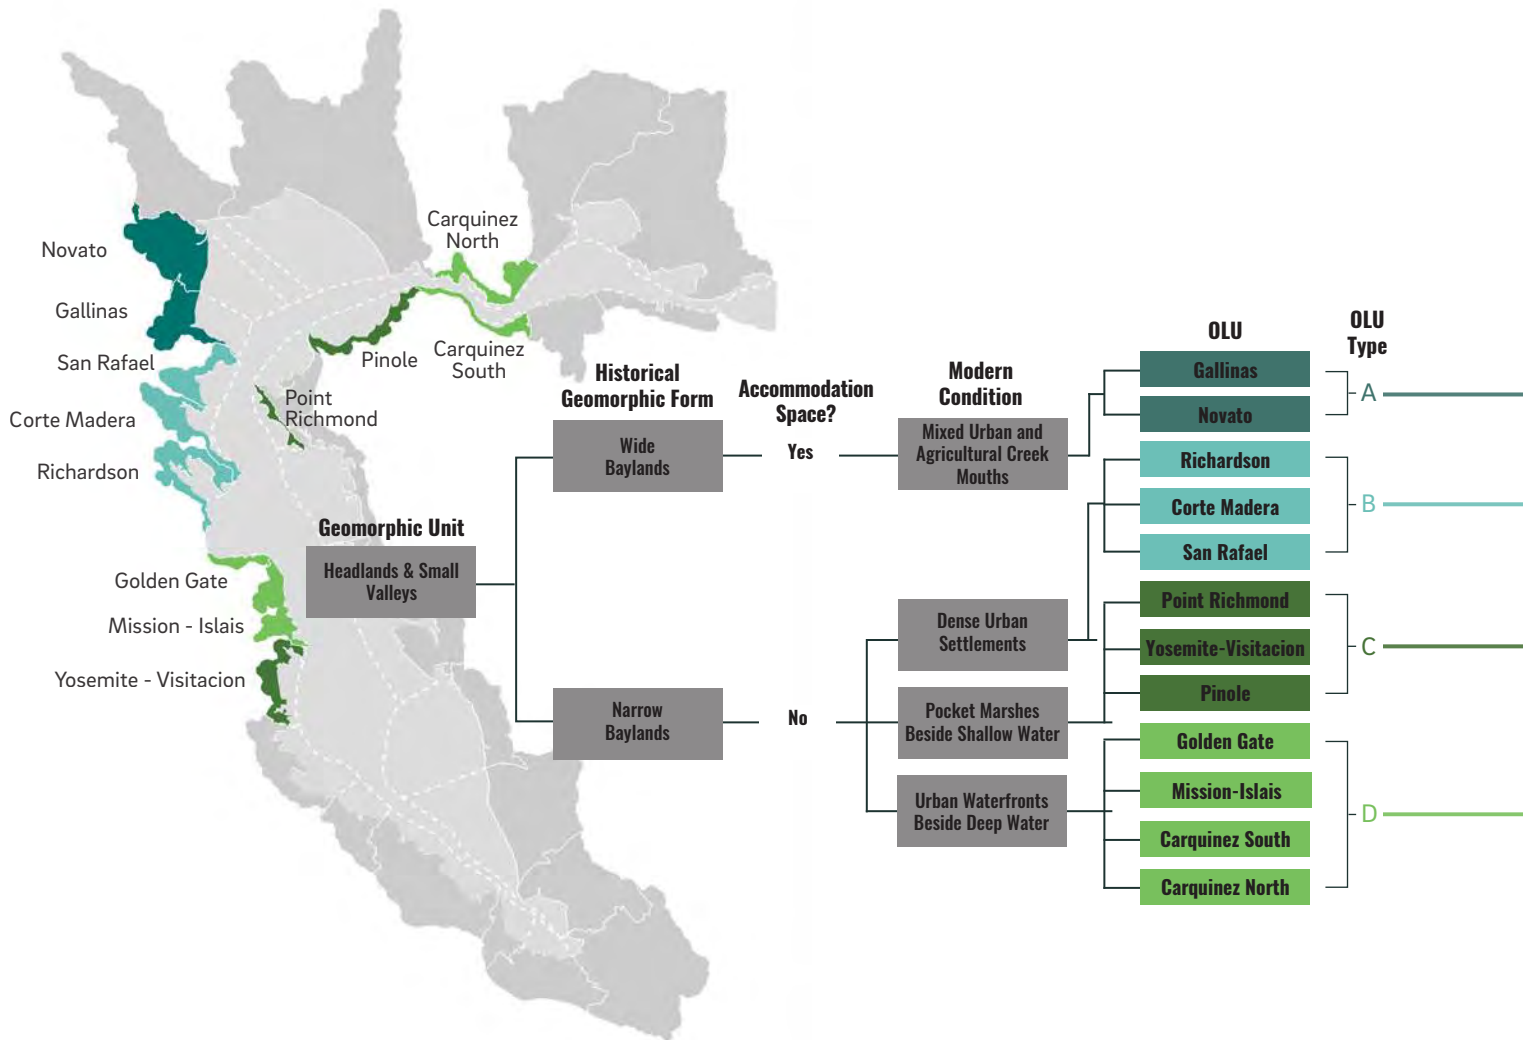 Carquinez
North
Novato
Gallinas
San Rafael
Pinole
Carquinez
South
Point
Richmond
Corte Madera
Richardson
Golden Gate
Mission - Islais
Yosemite - Visitacion
Geomorphic Unit
Headlands & Small
Valleys
Historical
Geomorphic Form
Wide
Baylands
Narrow
Baylands
Accommodation
Space?
Yes
No
Modern
Condition
Mixed Urban and
Agricultural Creek
Mouths
Dense Urban
Settlements
Pocket Marshes
Beside Shallow Water
Urban Waterfronts
Beside Deep Water
OLU
Gallinas
Novato
Richardson
Corte Madera
San Rafael
Point Richmond
Yosemite-Visitacion
Pinole
Golden Gate
Mission-Islais
Carquinez South
Carquinez North
OLU
Type
A
B
C
D